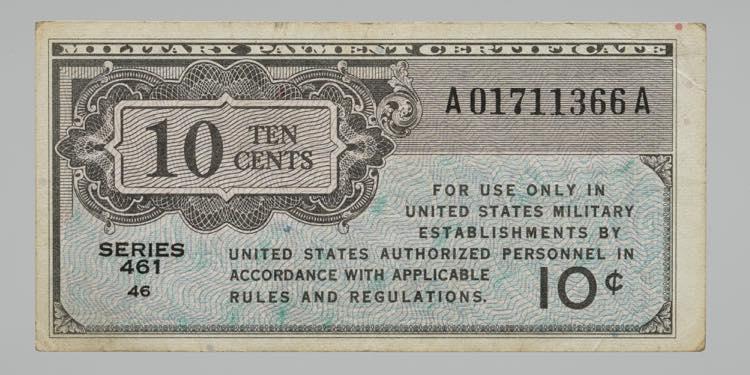 MILITARY PAYMENT CERTIFICATE
A01711366A
10 TEN
CENTS
FOR USE ONLY IN
UNITED STATES MILITARY
ESTABLISHMENTS BY
UNITED STATES AUTHORIZED PERSONNEL IN
ACCORDANCE WITH APPLICABLE
RULES AND REGULATIONS.
SERIES
461
46
10¢